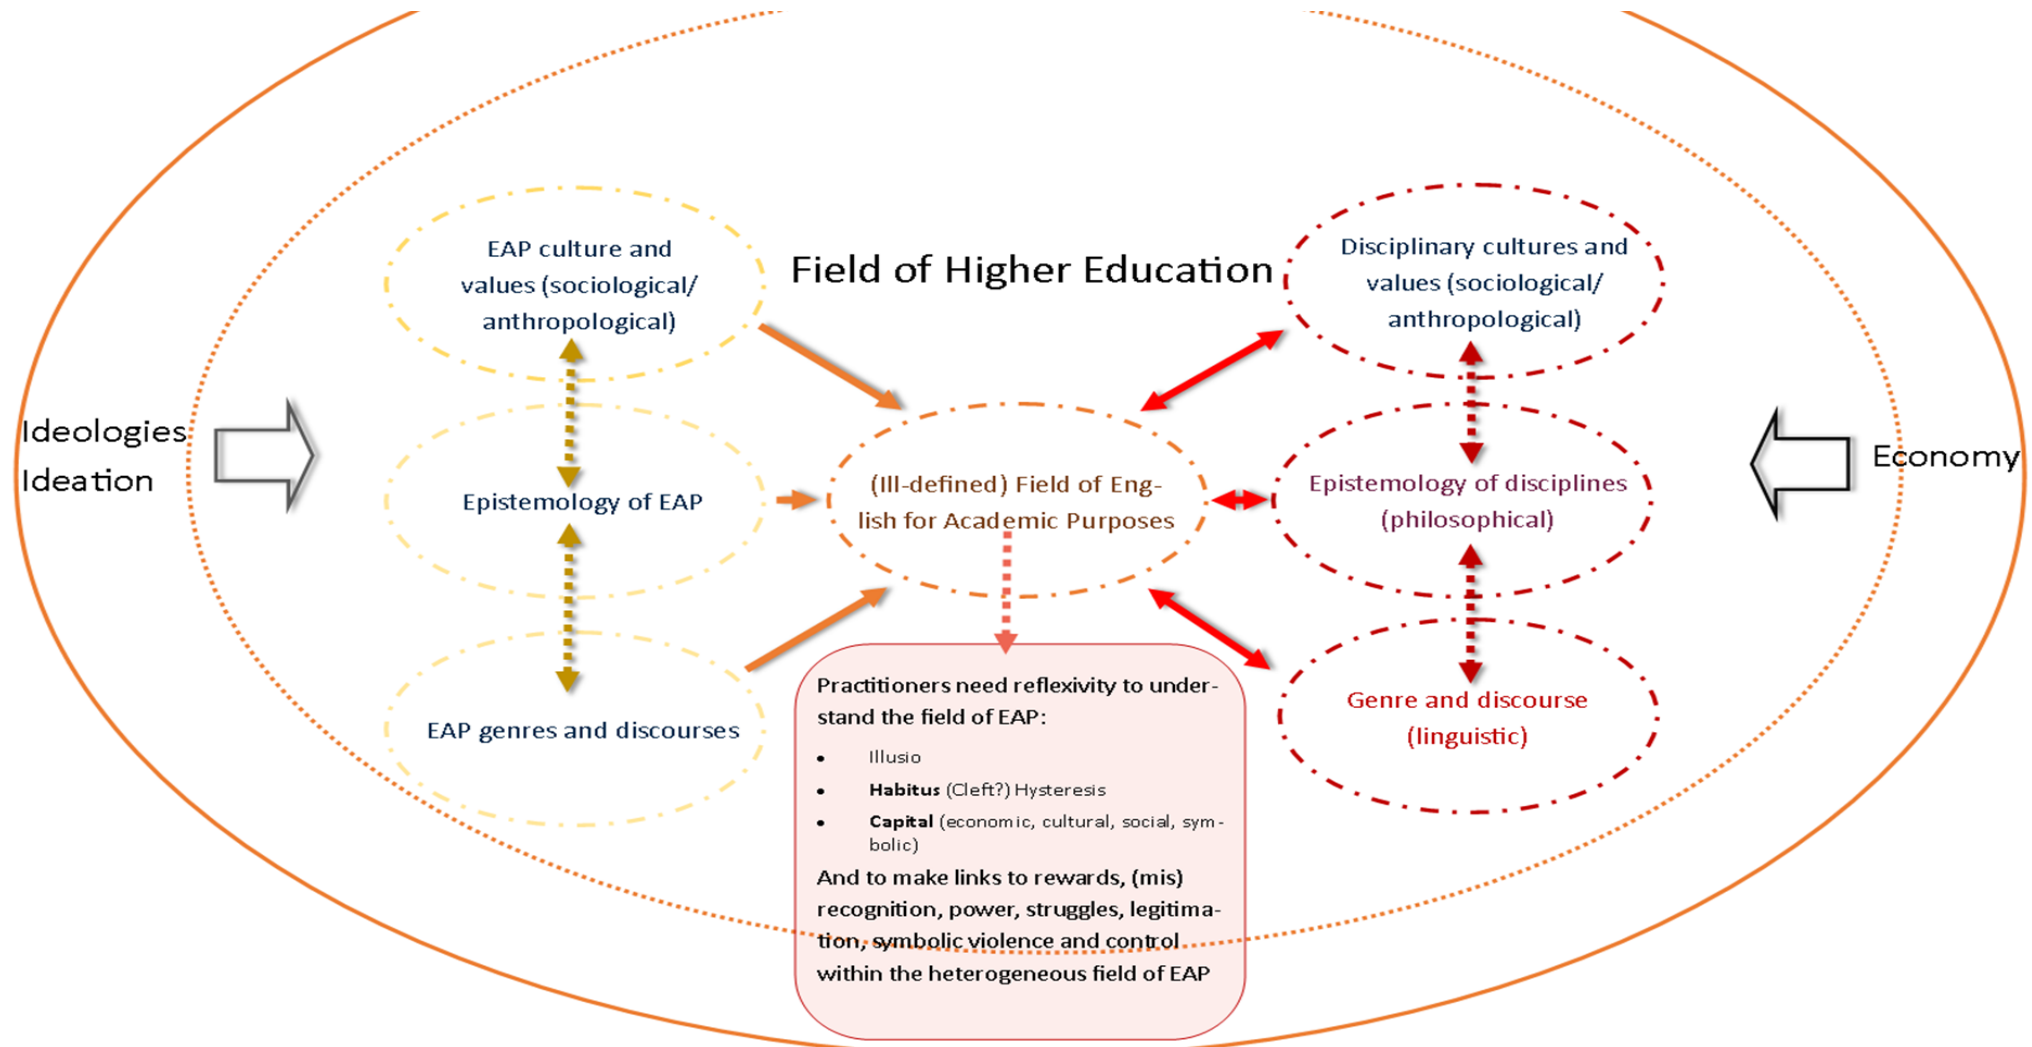 Field of Higher Education
Ideologies
Ideation
EAP culture and
values (sociological/
anthropological)
Epistemology of EAP
EAP genres and discourses
(Ill-defined) Field of Eng-
lish for Academic Purposes
Practitioners need reflexivity to under-
stand the field of EAP:
• Illusio
• Habitus (Cleft?) Hysteresis
• Capital (economic, cultural, social, sym-
bolic)
And to make links to rewards, (mis)
recognition, power, struggles, legitima-
tion, symbolic violence and control
within the heterogeneous field of EAP
Disciplinary cultures and
values (sociological/
anthropological)
Epistemology of disciplines
(philosophical)
Genre and discourse
(linguistic)
Economy